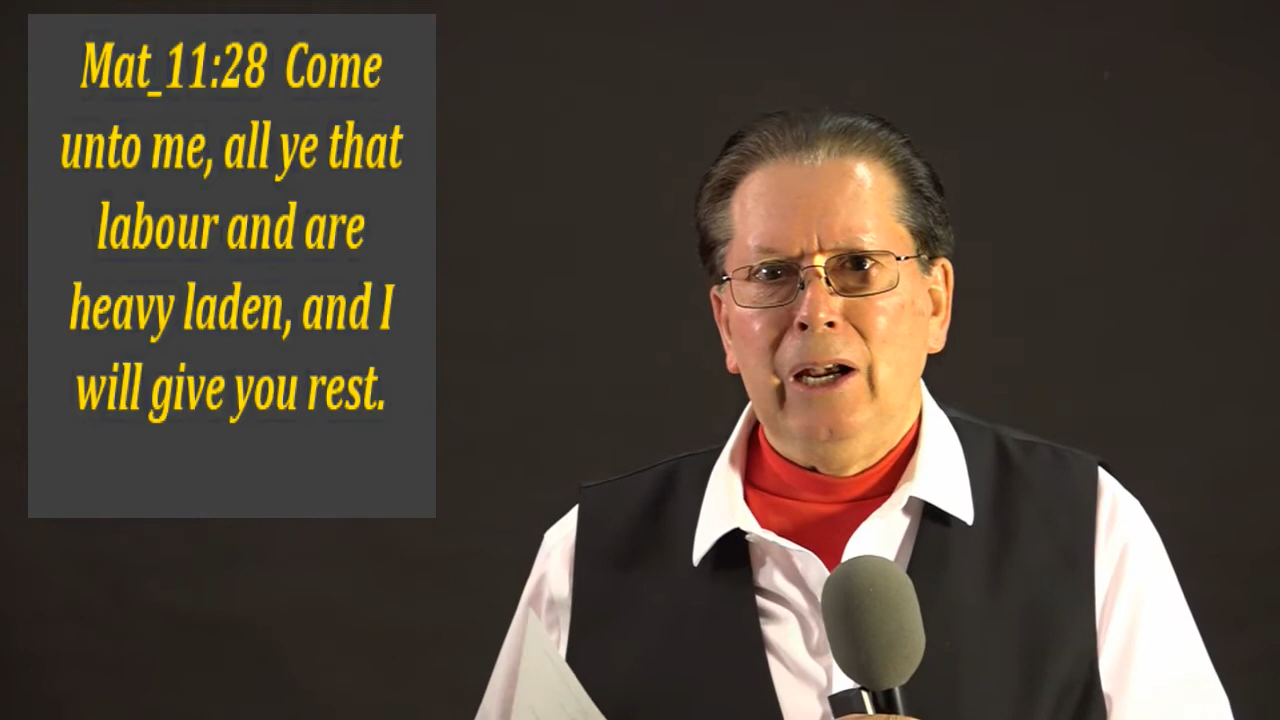 Mat_11:28 Come
unto me, all ye that
labour and are
heavy laden, and I
will give you rest.